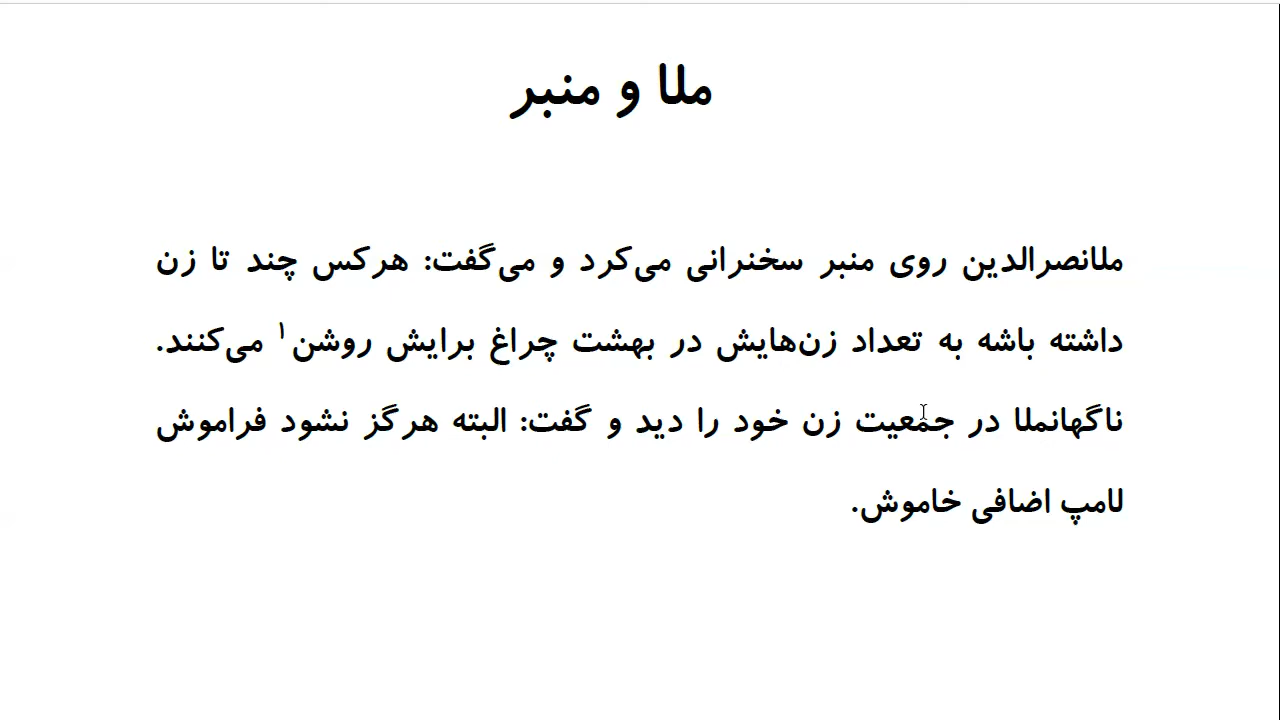 ملا و منبر
ملانصرالدین روی منبر سخنرانی می‌کرد و می‌گفت: هرکس چند تا زن
داشته باشه به تعداد زن‌هایش در بهشت چراغ برایش روشن۱ می‌کنند.
ناگهانملا در جمعیت زن خود را دید و گفت: البته هرگز نشود فراموش
لامپ اضافی خاموش.